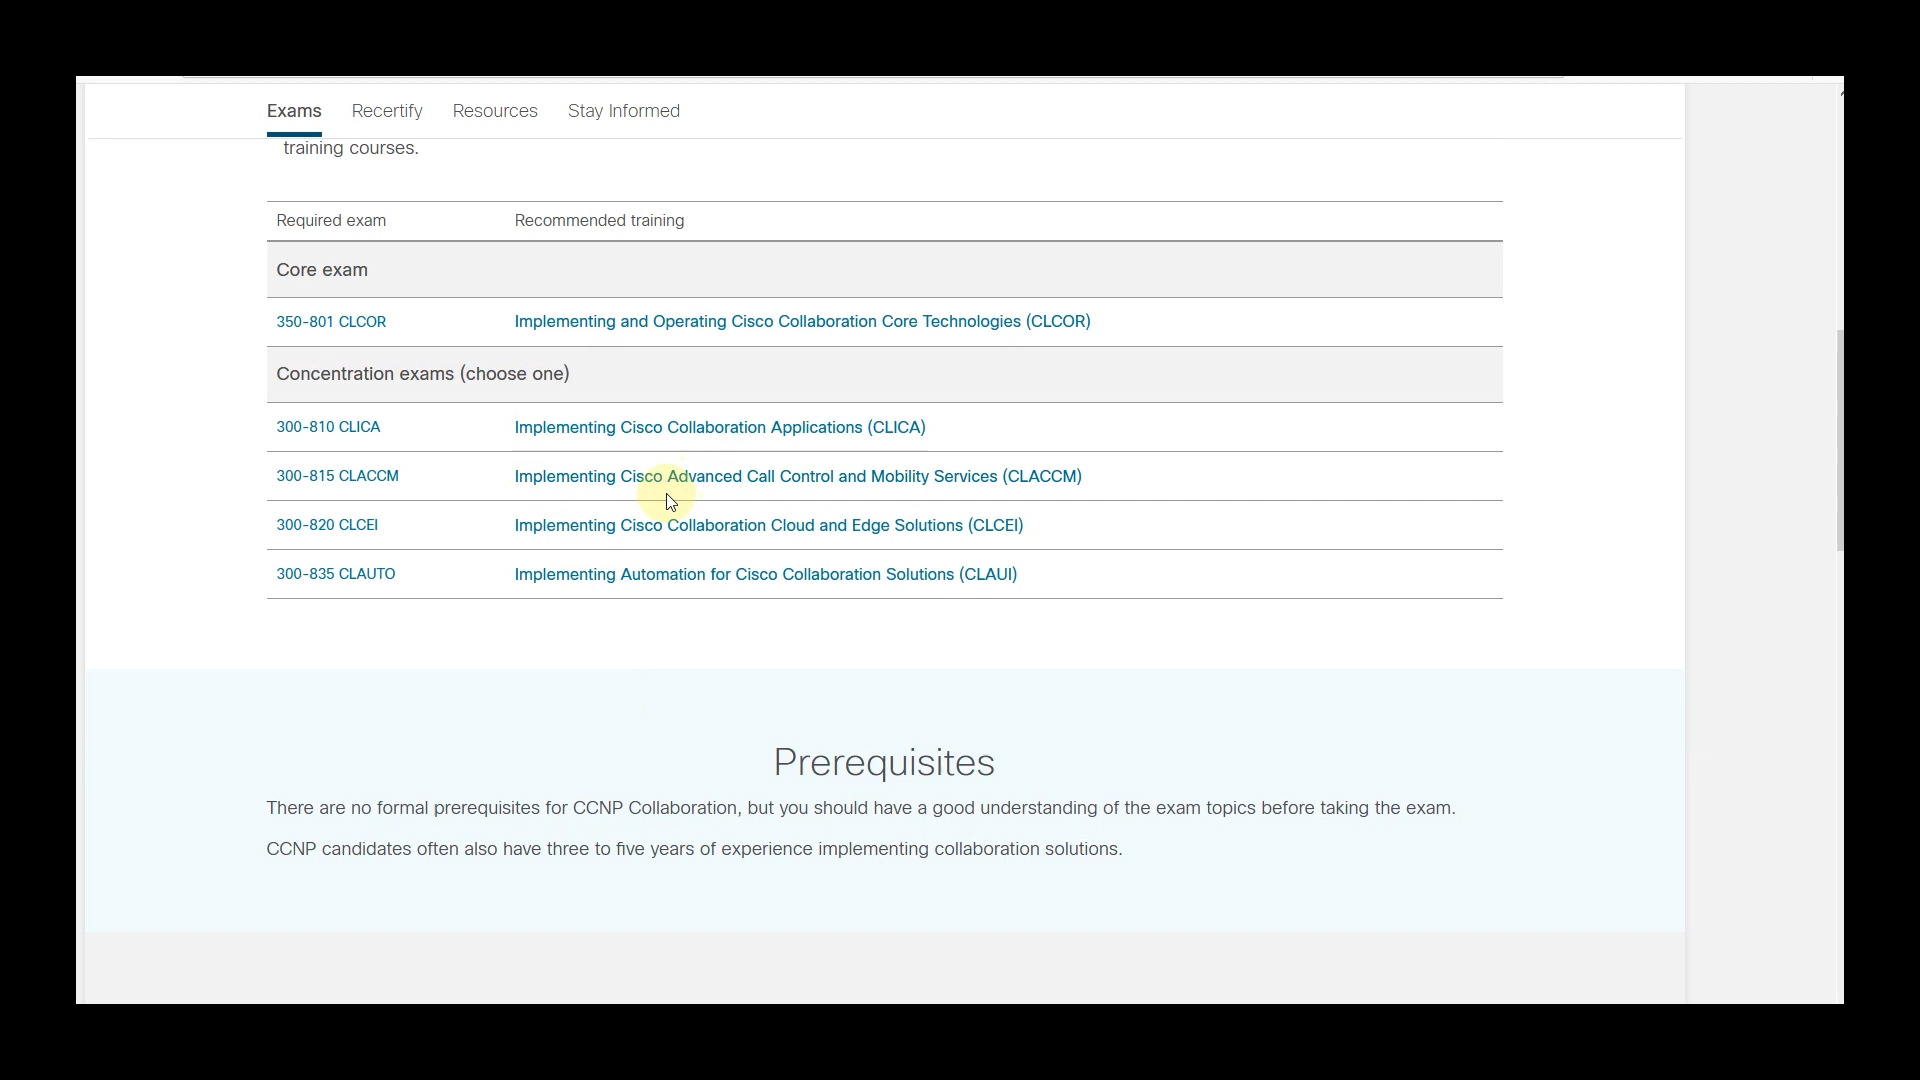 Exams Recertify Resources Stay Informed
training courses.
Required exam Recommended training
Core exam
350-801 CLCOR Implementing and Operating Cisco Collaboration Core Technologies (CLCOR)
Concentration exams (choose one)
300-810 CLICA Implementing Cisco Collaboration Applications (CLICA)
300-815 CLACCM Implementing Cisco Advanced Call Control and Mobility Services (CLACCM)
300-820 CLCEI Implementing Cisco Collaboration Cloud and Edge Solutions (CLCEI)
300-835 CLAUTO Implementing Automation for Cisco Collaboration Solutions (CLAUI)
Prerequisites
There are no formal prerequisites for CCNP Collaboration, but you should have a good understanding of the exam topics before taking the exam.
CCNP candidates often also have three to five years of experience implementing collaboration solutions.